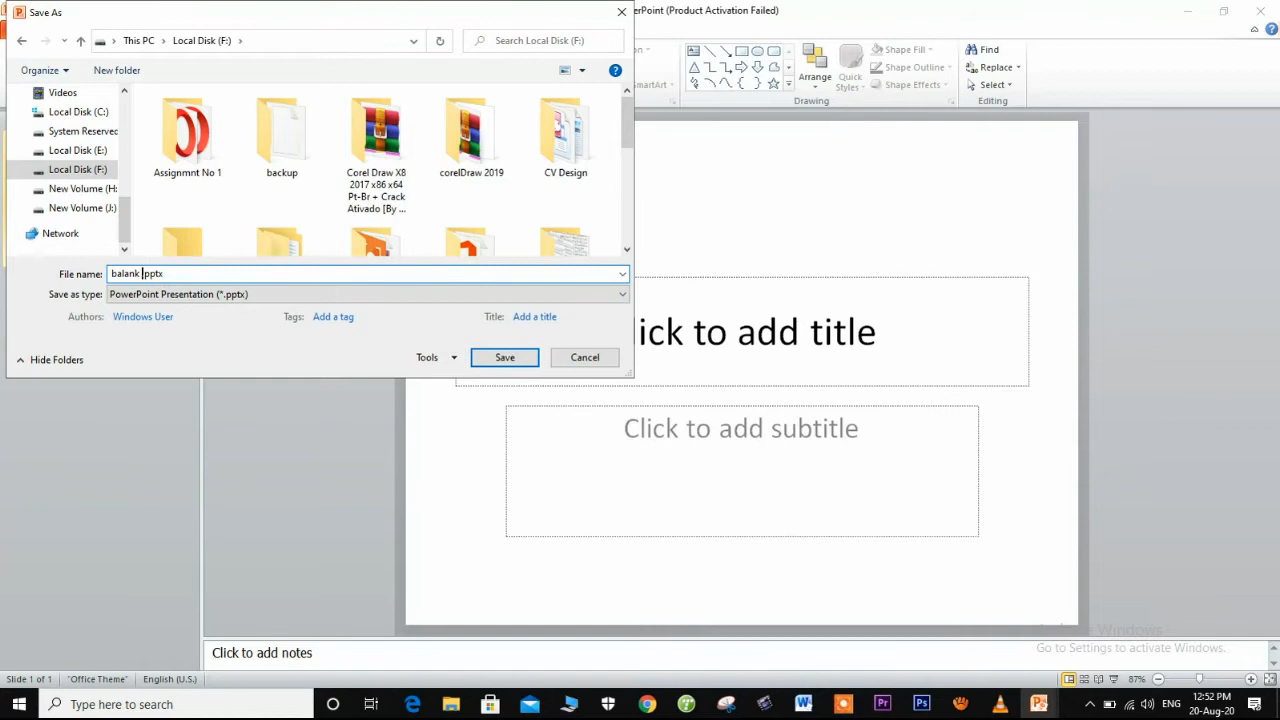 Save As
erPoint (Product Activation Failed)
This PC
Local Disk (F:)
Search Local Disk (F:)
Organize
New folder
Find
Replace
Select
Editing
Arrange
Quick Styles
Shape Fill
Shape Outline
Shape Effects
Drawing
martArt
Videos
Local Disk (C:)
System Reserved
Local Disk (E:)
Local Disk (F:)
New Volume (H:
New Volume (J:)
Network
Assignmnt No 1
backup
Corel Draw X8
2017 x86 x64
Pt-Br + Crack
Ativado [By ...
corelDraw 2019
CV Design
File name:
balank pptx
Save as type:
PowerPoint Presentation (*.pptx)
Authors:
Windows User
Tags:
Add a tag
Title:
Add a title
Hide Folders
Tools
Save
Cancel
lick to add title
Click to add subtitle
Click to add notes
Activate Windows
Go to Settings to activate Windows.
Slide 1 of 1
"Office Theme"
English (U.S.)
87%
Type here to search
12:52 PM
20-Aug-20